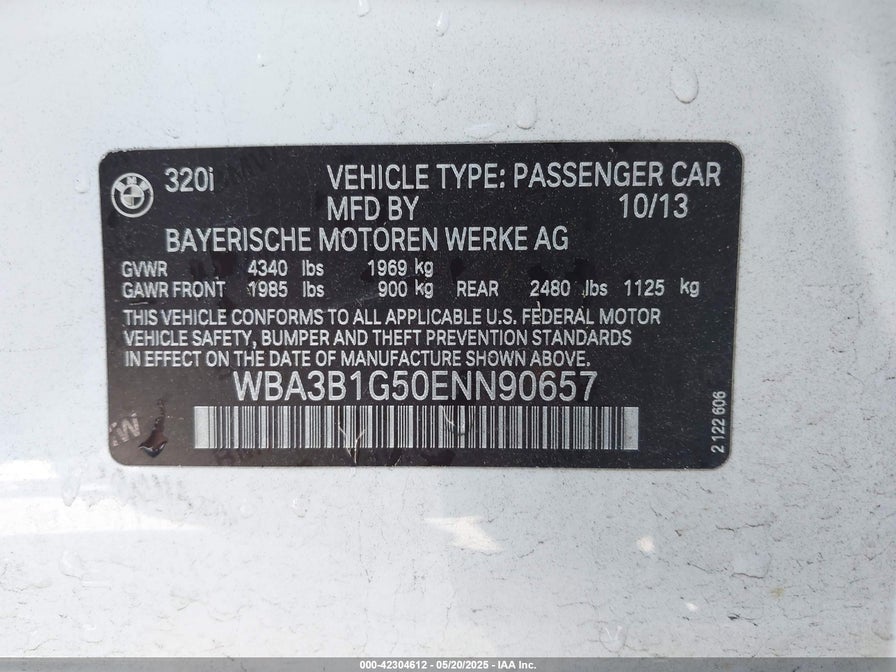 320i VEHICLE TYPE: PASSENGER CAR
MFD BY 10/13
BAYERISCHE MOTOREN WERKE AG
GVWR 4340 lbs 1969 kg
GAWR FRONT 1985 lbs 900 kg REAR 2480 lbs 1125 kg
THIS VEHICLE CONFORMS TO ALL APPLICABLE U.S. FEDERAL MOTOR
VEHICLE SAFETY, BUMPER AND THEFT PREVENTION STANDARDS
IN EFFECT ON THE DATE OF MANUFACTURE SHOWN ABOVE.
WBA3B1G50ENN90657
2 122 606
000-42304612 - 05/20/2025 - IAA Inc.